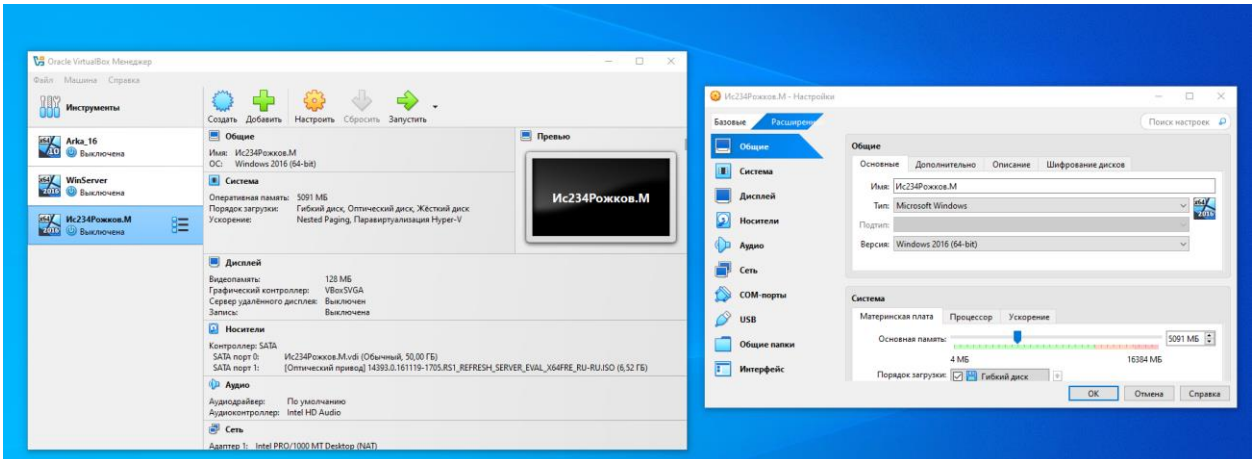 Oracle VirtualBox Менеджер
Файл Машина Справка
Инструменты
Создать Добавить Настроить Сбросить Запустить
Arka_16
Выключена
WinServer
Выключена
Ис234Рожков.М
Выключена
Общие
Имя: Ис234Рожков.М
ОС: Windows 2016 (64-bit)
Система
Оперативная память: 5091 МБ
Порядок загрузки: Гибкий диск, Оптический диск, Жёсткий диск
Ускорение: Nested Paging, Паравиртуализация Hyper-V
Превью
Ис234Рожков.М
Дисплей
Видеопамять: 128 МБ
Графический контроллер: VBoxSVGA
Сервер удалённого дисплея: Выключен
Запись: Выключена
Носители
Контроллер: SATA
SATA порт 0: Ис234Рожков.М.vdi (Обычный, 50,00 ГБ)
SATA порт 1: [Оптический привод] 14393.0.161119-1705.RS1_REFRESH_SERVER_EVAL_X64FRE_RU-RU.ISO (6,52 ГБ)
Аудио
Аудиодрайвер: По умолчанию
Аудиоконтроллер: Intel HD Audio
Сеть
Адаптер 1: Intel PRO/1000 MT Desktop (NAT)
Ис234Рожков.М - Настройки
Базовые Расширенн
Поиск настроек
Общие
Система
Дисплей
Носители
Аудио
Сеть
COM-порты
USB
Общие папки
Интерфейс
Общие
Основные Дополнительно Описание Шифрование дисков
Имя: Ис234Рожков.М
Тип: Microsoft Windows
Подтип:
Версия: Windows 2016 (64-bit)
Система
Материнская плата Процессор Ускорение
Основная память: 5091 МБ
4 МБ 16384 МБ
Порядок загрузки: Гибкий диск
ОК Отмена Справка